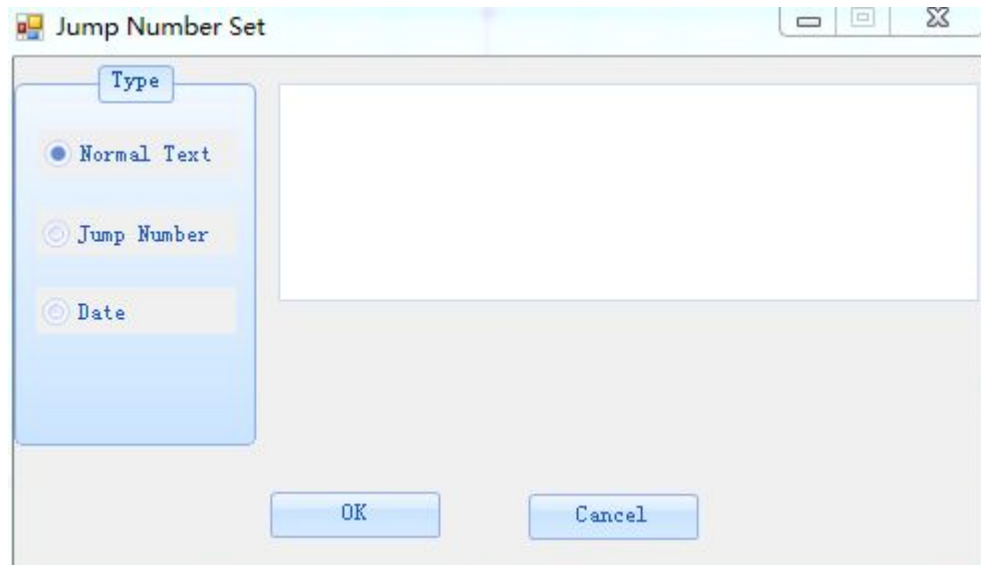 Jump Number Set
Type
Normal Text
Jump Number
Date
OK
Cancel